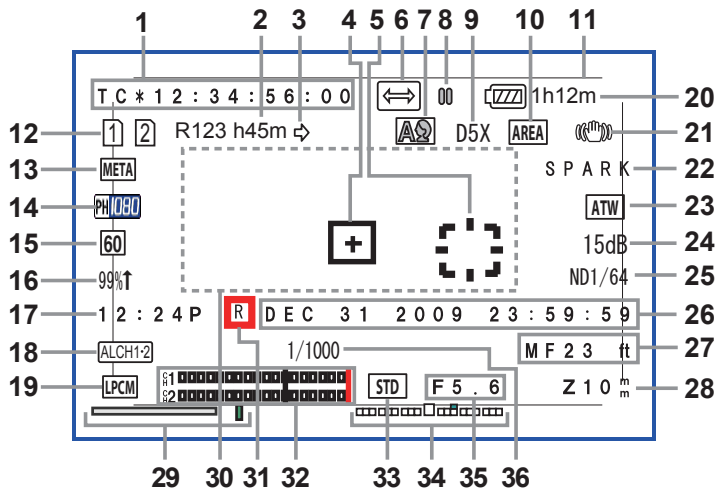 1 2 3 4 5 6 7 8 9 10 11
TC*12:34:56:00 1h12m 20
12 1 2 R123 h45m ⇨ A D5X AREA 21
13 META SPARK 22
14 PH 1080 + ATW 23
15 60 15dB 24
16 99%↑ ND1/64 25
17 12:24P R DEC 31 2009 23:59:59 26
18 ALCH1·2 1/1000 MF23 ft 27
19 LPCM CH1 CH2 STD F5.6 Z10mm 28
29 30 31 32 33 34 35 36